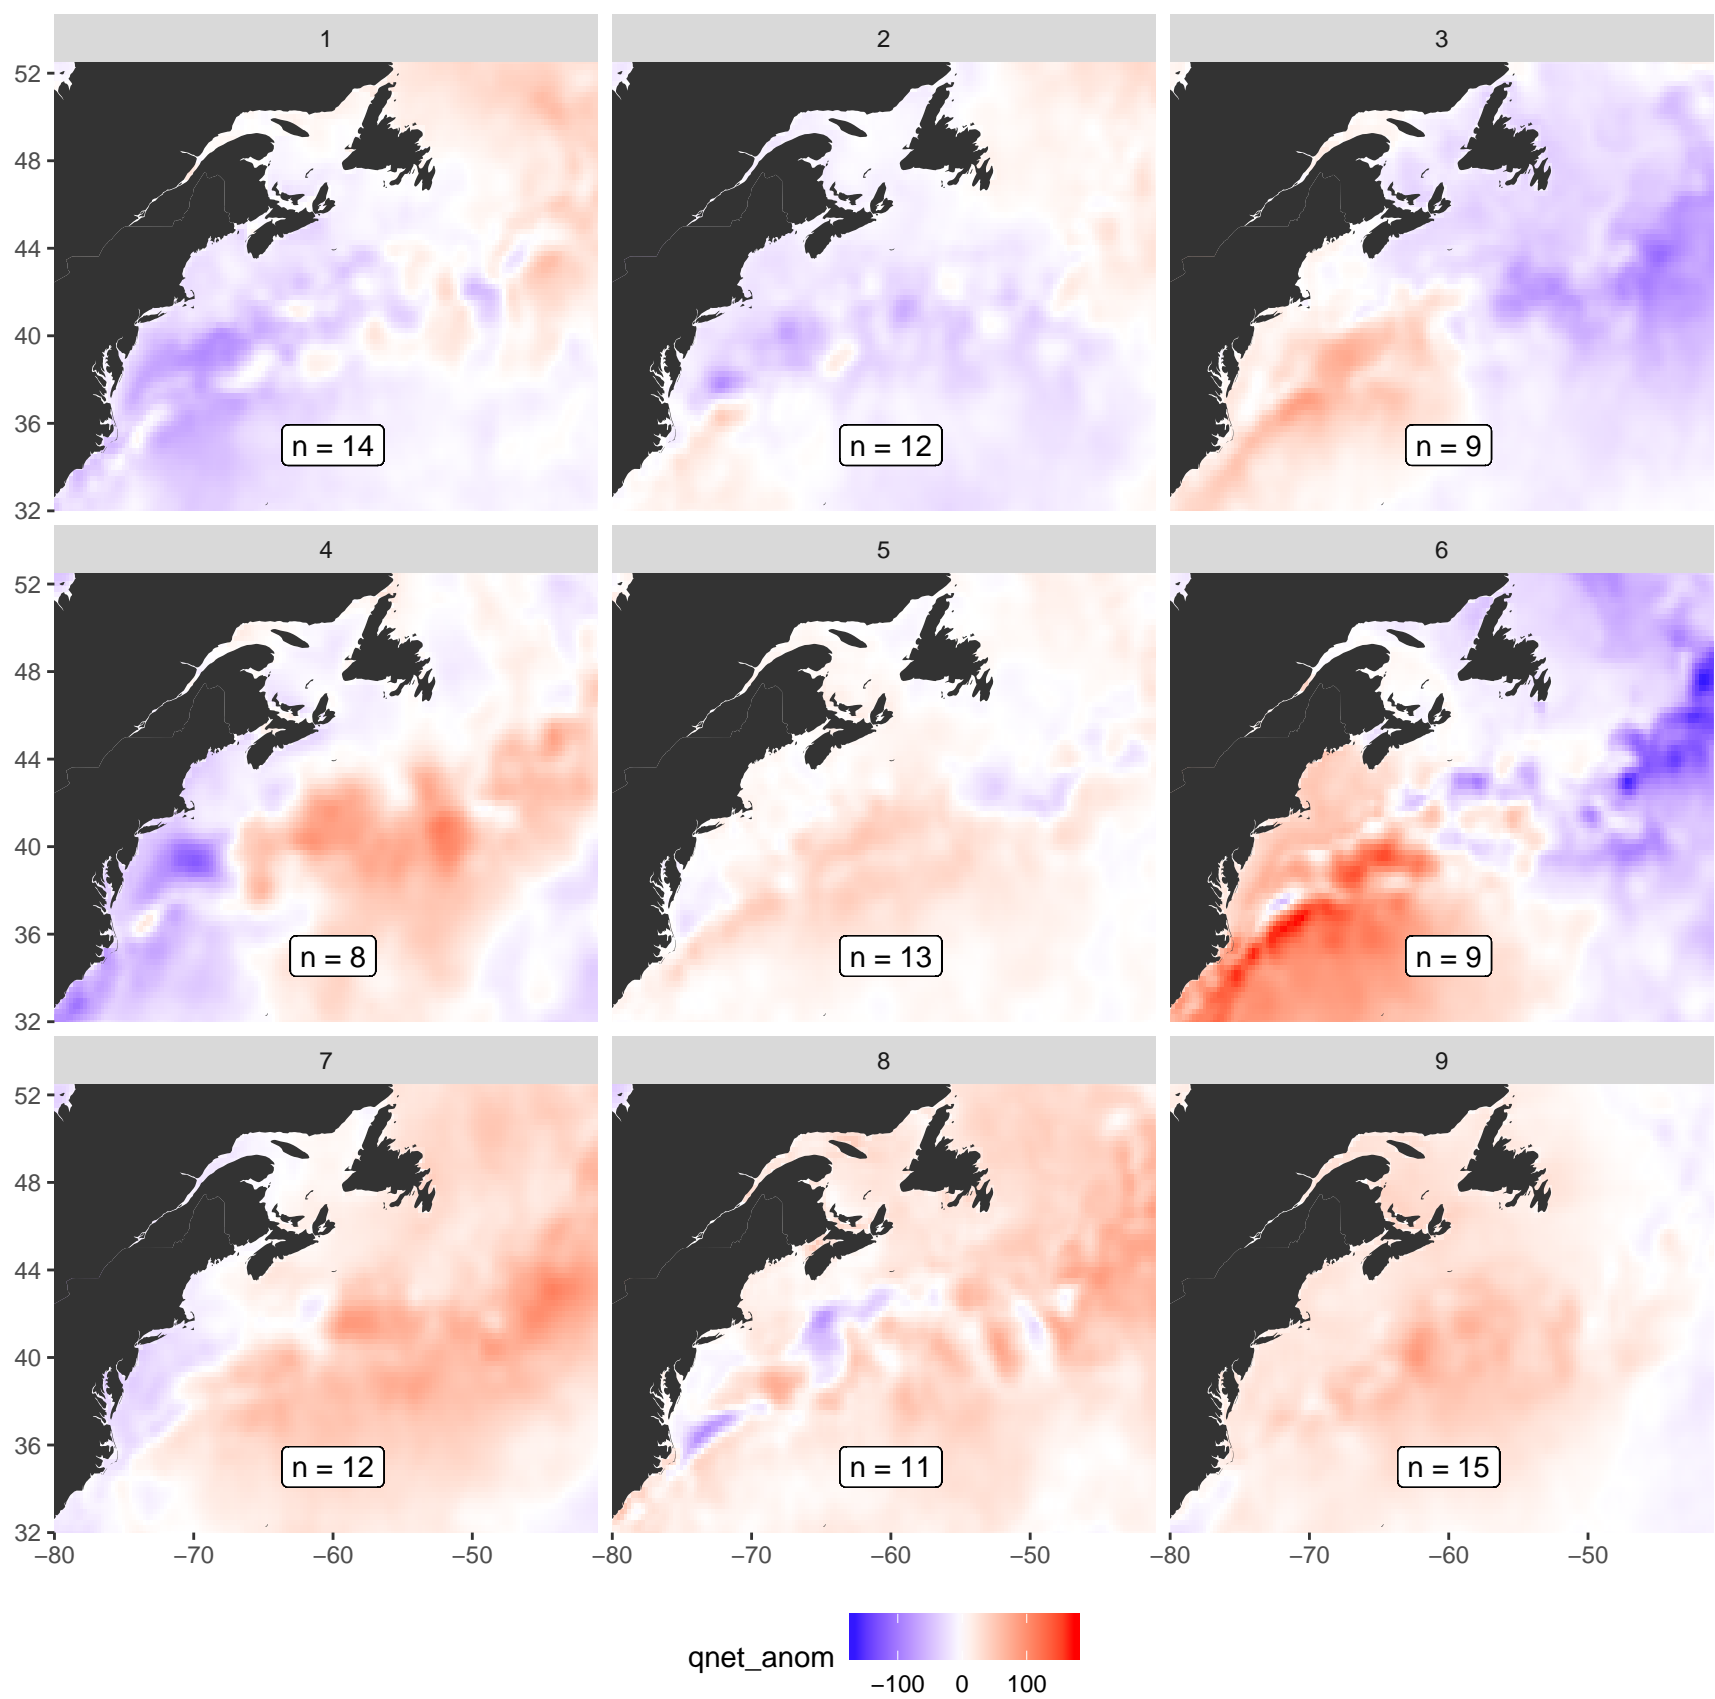 1 2 3
52
48
44
40
36
32
n = 14 n = 12 n = 9
4 5 6
52
48
44
40
36
32
n = 8 n = 13 n = 9
7 8 9
52
48
44
40
36
32
n = 12 n = 11 n = 15
−80 −70 −60 −50 −80 −70 −60 −50 −80 −70 −60 −50
qnet_anom
−100 0 100